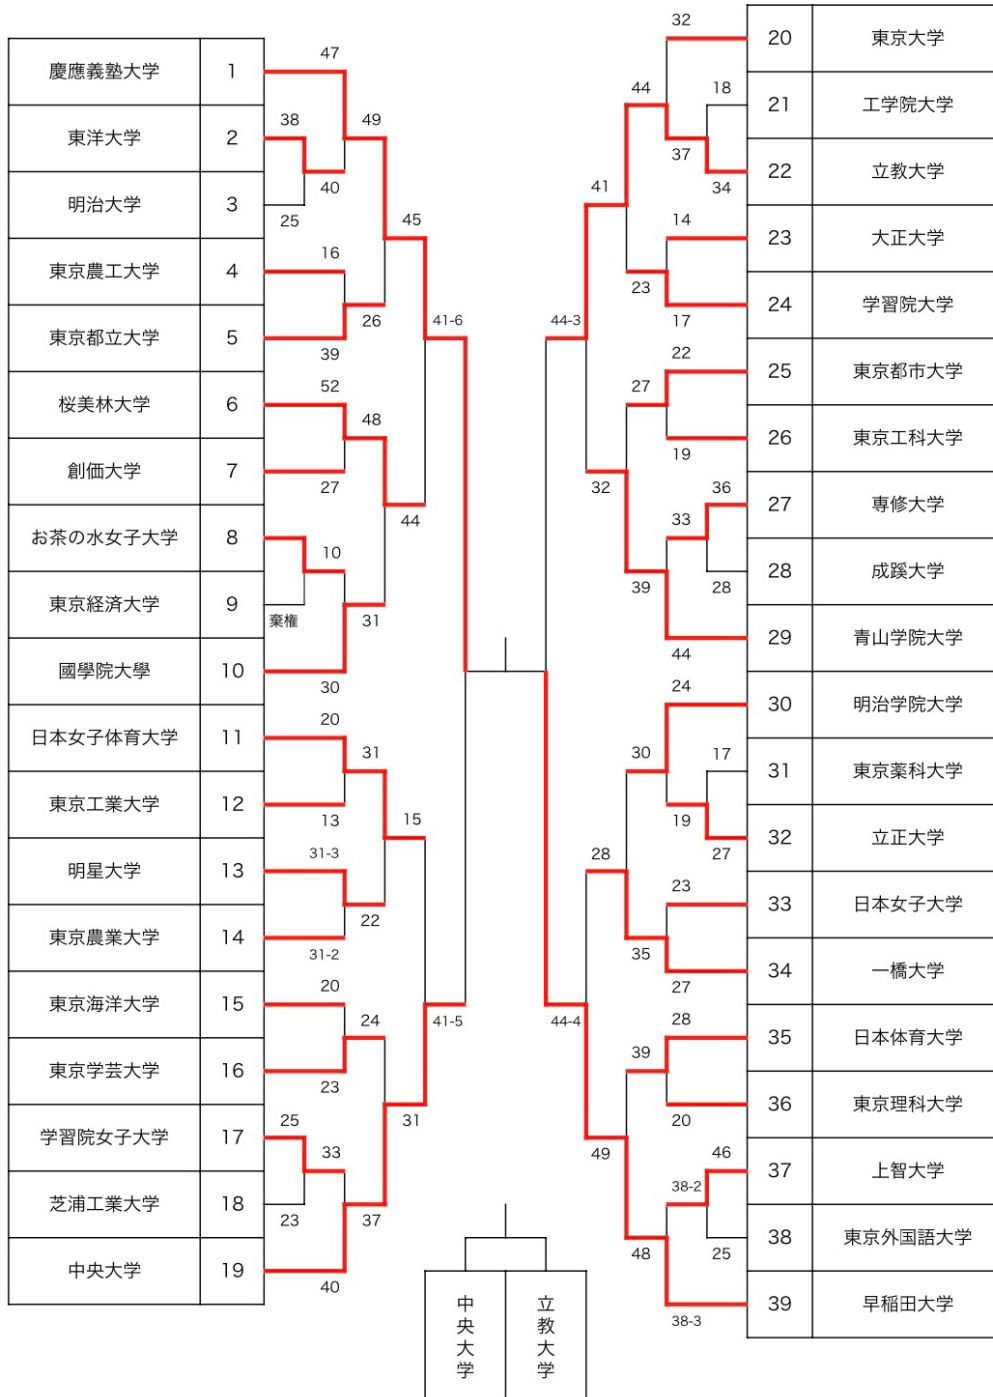 慶應義塾大学 1
東洋大学 2
明治大学 3
東京農工大学 4
東京都立大学 5
桜美林大学 6
創価大学 7
お茶の水女子大学 8
東京経済大学 9
國學院大學 10
日本女子体育大学 11
東京工業大学 12
明星大学 13
東京農業大学 14
東京海洋大学 15
東京学芸大学 16
学習院女子大学 17
芝浦工業大学 18
中央大学 19
47
38
49
40
25
45
16
26
41-6
39
52
48
27
44
10
棄権
31
30
20
31
13
15
31-3
22
31-2
20
24
41-5
23
31
25
33
23
37
40
32
44
18
37
34
41
14
23
17
44-3
22
27
19
32
36
33
28
39
44
24
30
17
19
27
28
23
35
27
44-4
28
39
20
49
46
38-2
48
25
38-3
20 東京大学
21 工学院大学
22 立教大学
23 大正大学
24 学習院大学
25 東京都市大学
26 東京工科大学
27 専修大学
28 成蹊大学
29 青山学院大学
30 明治学院大学
31 東京薬科大学
32 立正大学
33 日本女子大学
34 一橋大学
35 日本体育大学
36 東京理科大学
37 上智大学
38 東京外国語大学
39 早稲田大学
中央大学
立教大学